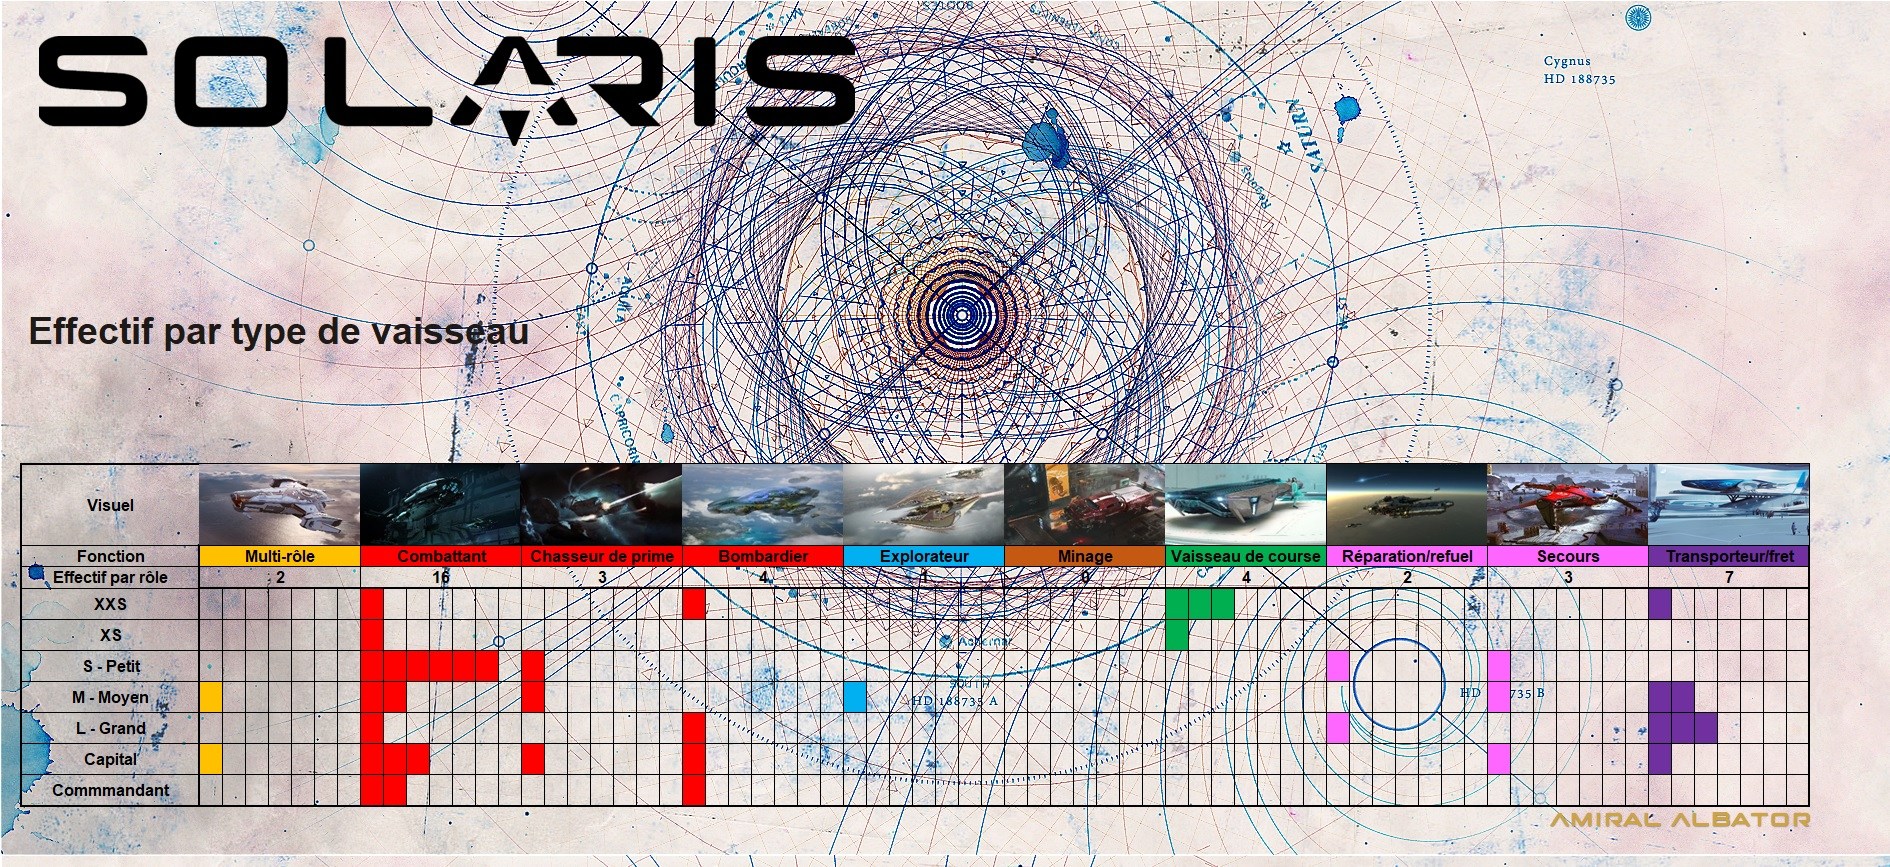 SOLARIS
Cygnus
HD 188735
SATURN
Effectif par type de vaisseau
AQUILA
Visuel
Fonction Multi-rôle Combattant Chasseur de prime Bombardier Explorateur Minage Vaisseau de course Réparation/refuel Secours Transporteur/fret
Effectif par rôle 2 16 3 4 1 0 4 2 3 7
XXS
XS
S - Petit
SOUTH
M - Moyen
HD 188735 A
HD 735 B
L - Grand
Capital
Commmandant
AMIRAL ALBATOR